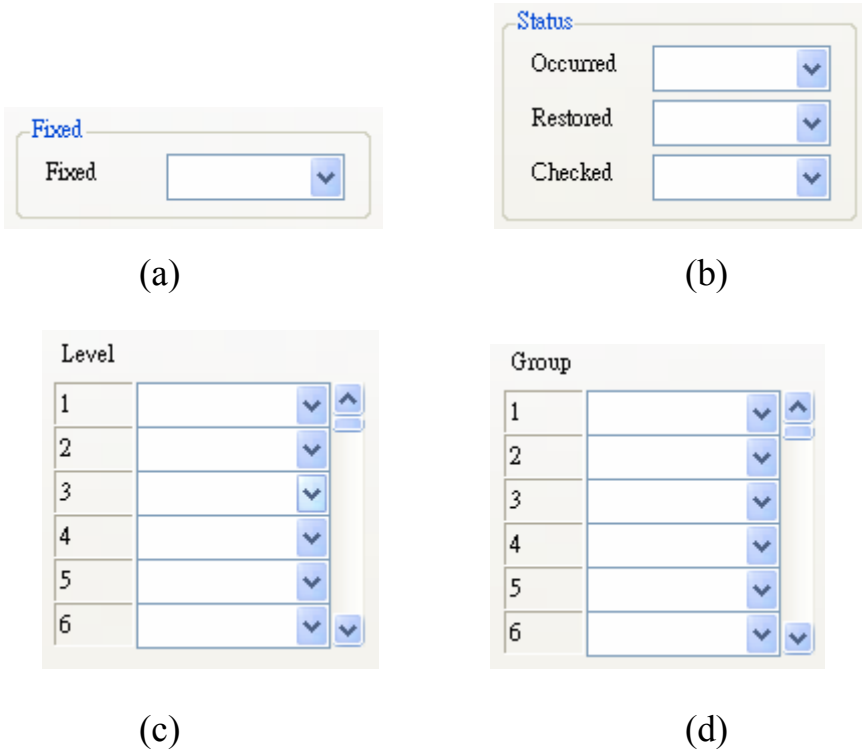 Fixed
Fixed
(a)
Status
Occurred
Restored
Checked
(b)
Level
1
2
3
4
5
6
(c)
Group
1
2
3
4
5
6
(d)